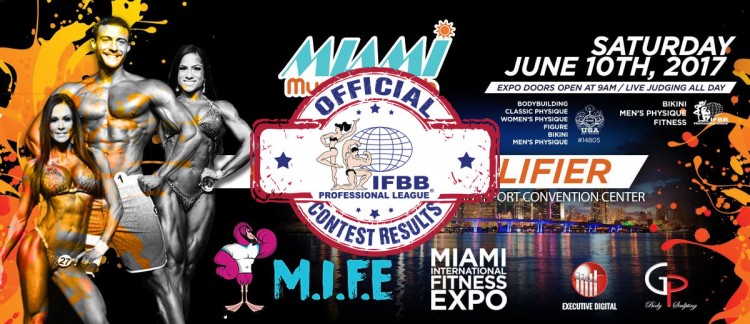 MIAMI
Mu
SATURDAY
JUNE 10TH, 2017
EXPO DOORS OPEN AT 9AM / LIVE JUDGING ALL DAY
BODYBUILDING
CLASSIC PHYSIQUE
WOMEN'S PHYSIQUE
FIGURE
BIKINI
MEN'S PHYSIQUE
USA
#14805
BIKINI
MEN'S PHYSIQUE
FITNESS
IFBB
OFFICIAL
IFBB
PROFESSIONAL LEAGUE®
CONTEST RESULTS
LIFIER
PORT CONVENTION CENTER
1
27
M.I.F.E
MIAMI
INTERNATIONAL
FITNESS
EXPO
EXECUTIVE DIGITAL
GP
Body Sculpting